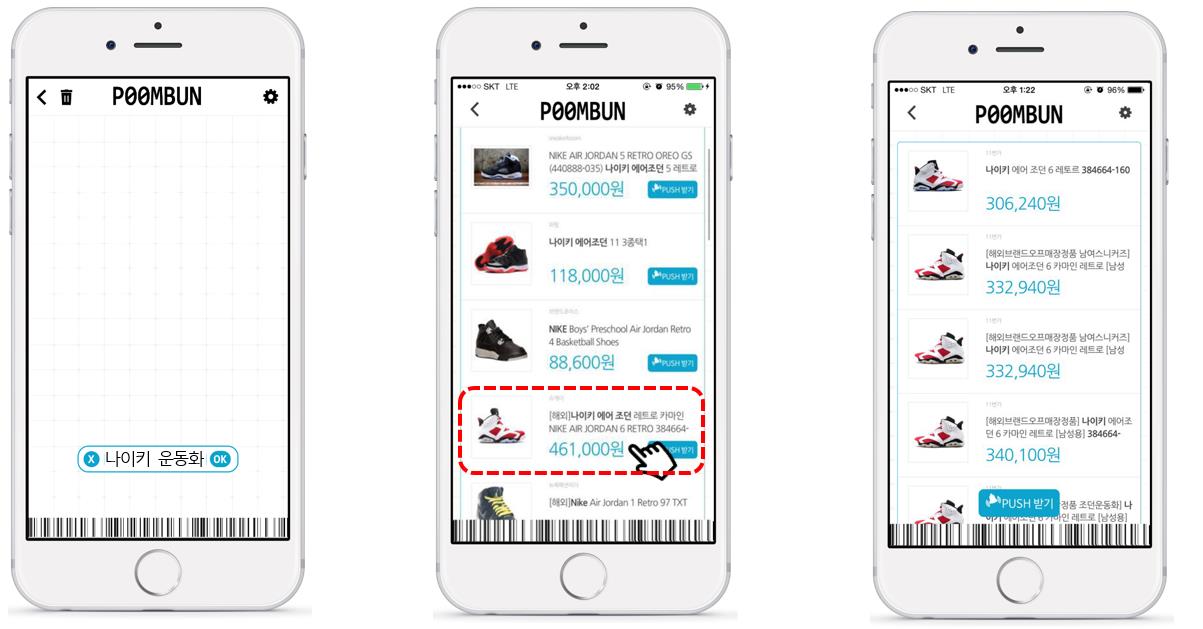 POOMBUN
X 나이키 운동화 OK
●●●○○ SKT LTE 오후 2:02 95%
POOMBUN
NIKE AIR JORDAN 5 RETRO OREO GS
(440888-035) 나이키 에어조던 5 레트로
350,000원 PUSH 받기
나이키 에어조던 11 3종택1
118,000원 PUSH 받기
NIKE Boys' Preschool Air Jordan Retro
4 Basketball Shoes
88,600원 PUSH 받기
[해외]나이키 에어 조던 레트로 카마인
NIKE AIR JORDAN 6 RETRO 384664-
461,000원 받기
[해외]Nike Air Jordan 1 Retro 97 TXT
●●●○○ SKT LTE 오후 1:22 96%
POOMBUN
11번가
나이키 에어 조던 6 레토르 384664-160
306,240원
11번가
[해외브랜드오프매장정품 남여스니커즈]
나이키 에어조던 6 카마인 레트로 [남성
332,940원
11번가
[해외브랜드오프매장정품 남여스니커즈]
나이키 에어조던 6 카마인 레트로 [남성
332,940원
11번가
[해외브랜드오프매장정품] 나이키 에어조
던 6 카마인 레트로 [남성용] 384664-
340,100원
11번가
PUSH 받기 정품 조던운동화] 나
이키 에어조던 6 카마인 레트로 [남성용]